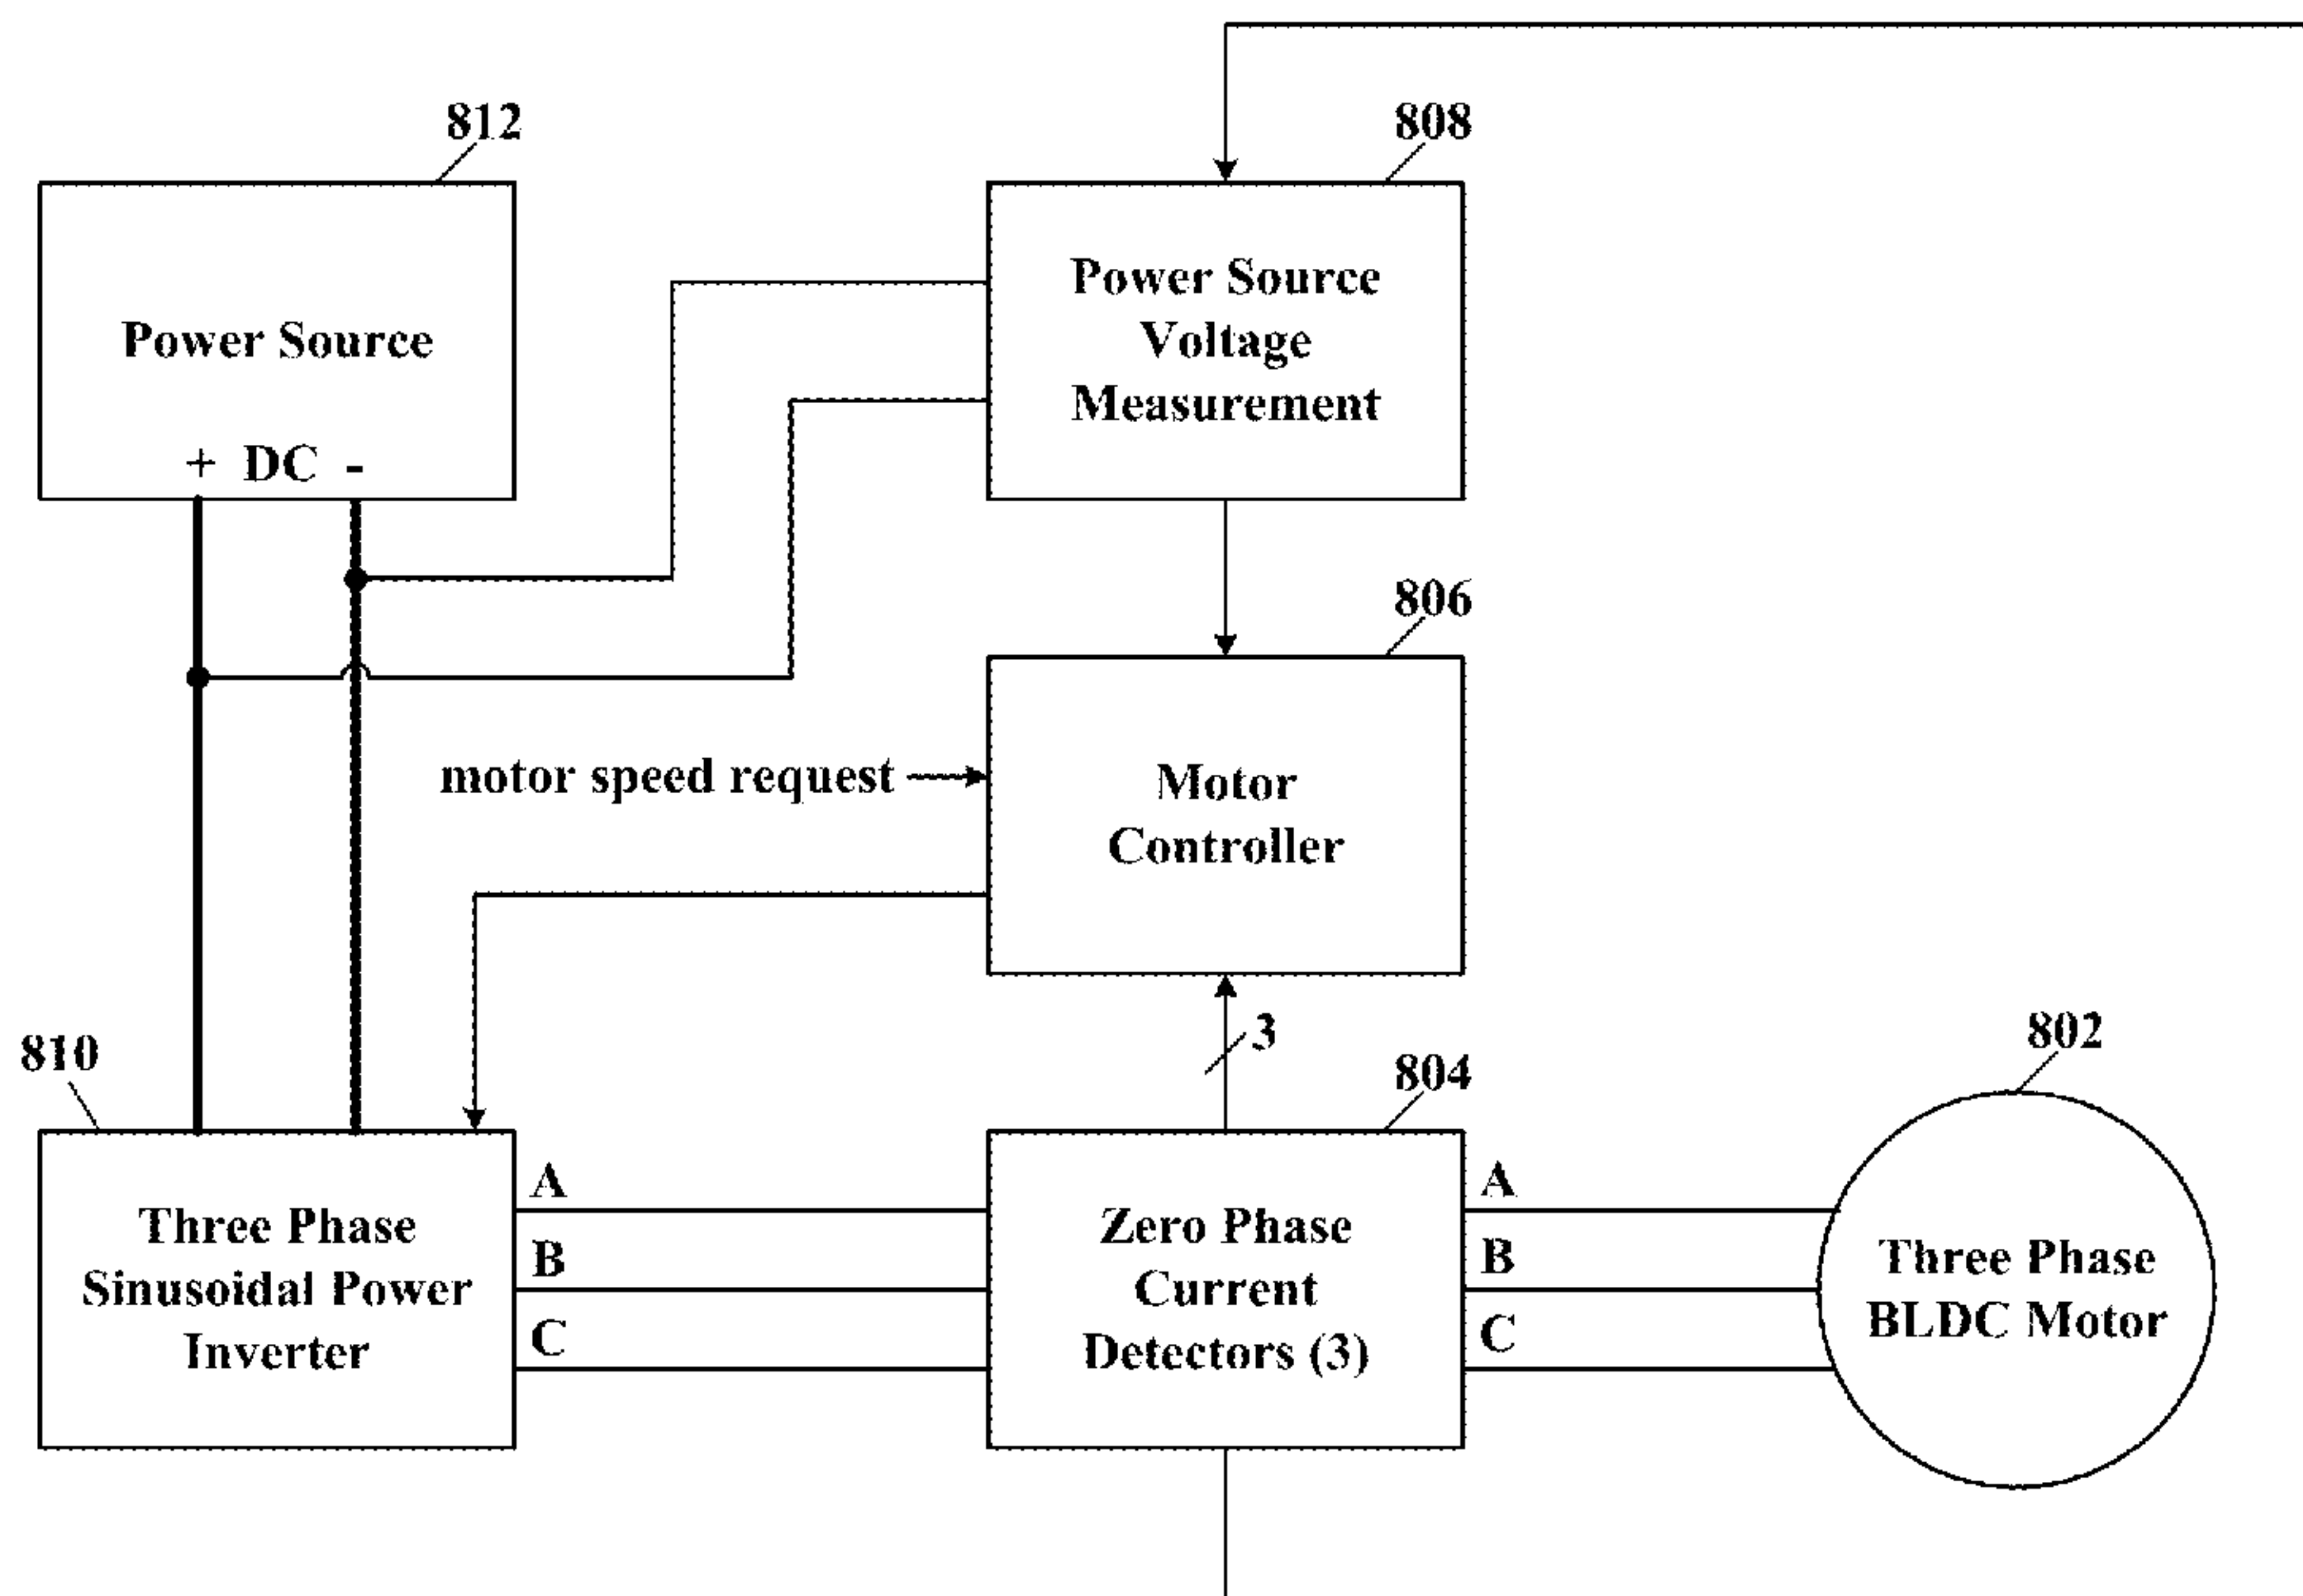 812
808
Power Source
Voltage
Measurement
Power Source
+ DC -
806
motor speed request
Motor
Controller
3
810
804
802
A
B
C
Three Phase
Sinusoidal Power
Inverter
Zero Phase
Current
Detectors (3)
A
B
C
Three Phase
BLDC Motor